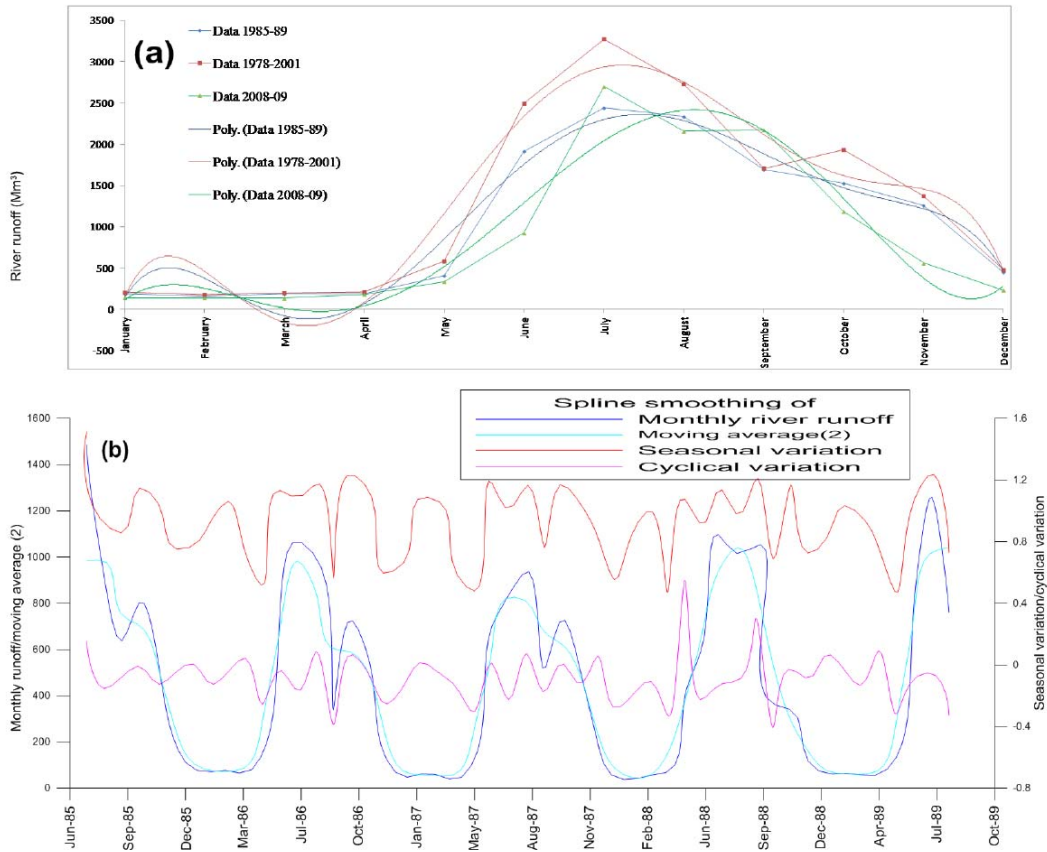 (a)
Data 1985-89
Data 1978-2001
Data 2008-09
Poly. (Data 1985-89)
Poly. (Data 1978-2001)
Poly. (Data 2008-09)
River runoff (Mm³)
3500
3000
2500
2000
1500
1000
500
0
-500
January
February
March
April
May
June
July
August
September
October
November
December
(b)
Spline smoothing of
Monthly river runoff
Moving average(2)
Seasonal variation
Cyclical variation
Monthly runoff/moving average (2)
1600
1400
1200
1000
800
600
400
200
0
1.6
1.2
0.8
0.4
0
-0.4
-0.8
Seasonal variation/cyclical variation
Jun-85
Sep-85
Dec-85
Mar-86
Jul-86
Oct-86
Jan-87
May-87
Aug-87
Nov-87
Feb-88
Jun-88
Sep-88
Dec-88
Apr-89
Jul-89
Oct-89